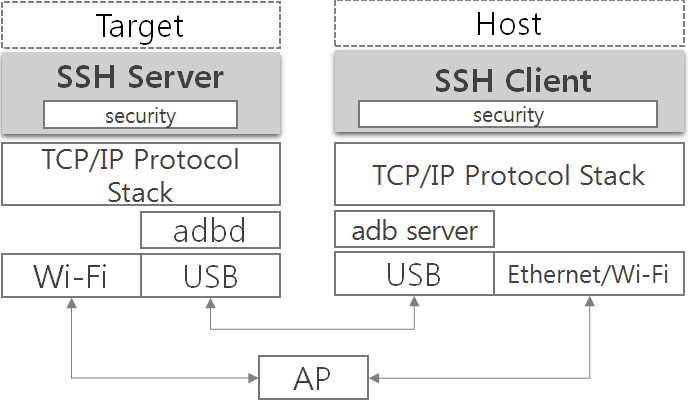 Target
Host
SSH Server
security
SSH Client
security
TCP/IP Protocol
Stack
TCP/IP Protocol Stack
adbd
adb server
Wi-Fi
USB
USB
Ethernet/Wi-Fi
AP